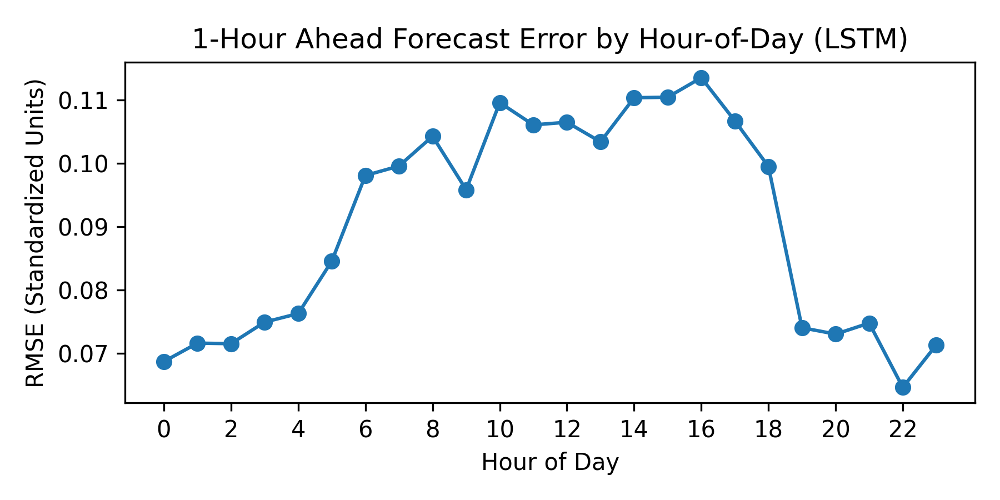 1-Hour Ahead Forecast Error by Hour-of-Day (LSTM)
RMSE (Standardized Units)
0.11
0.10
0.09
0.08
0.07
0 2 4 6 8 10 12 14 16 18 20 22
Hour of Day